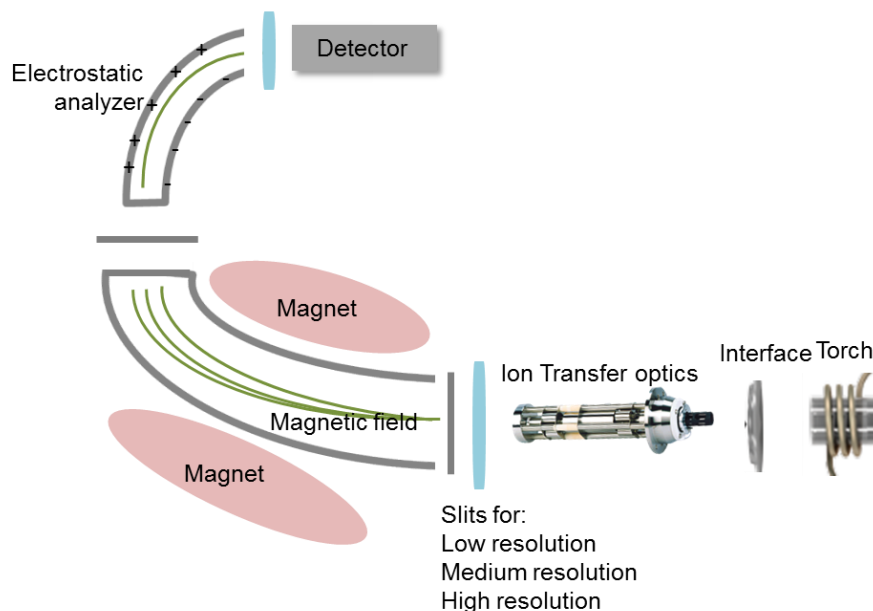 Detector
Electrostatic
analyzer
+ + + + +
- - - - -
Magnet
Interface
Torch
Ion Transfer optics
Magnetic field
Magnet
Slits for:
Low resolution
Medium resolution
High resolution